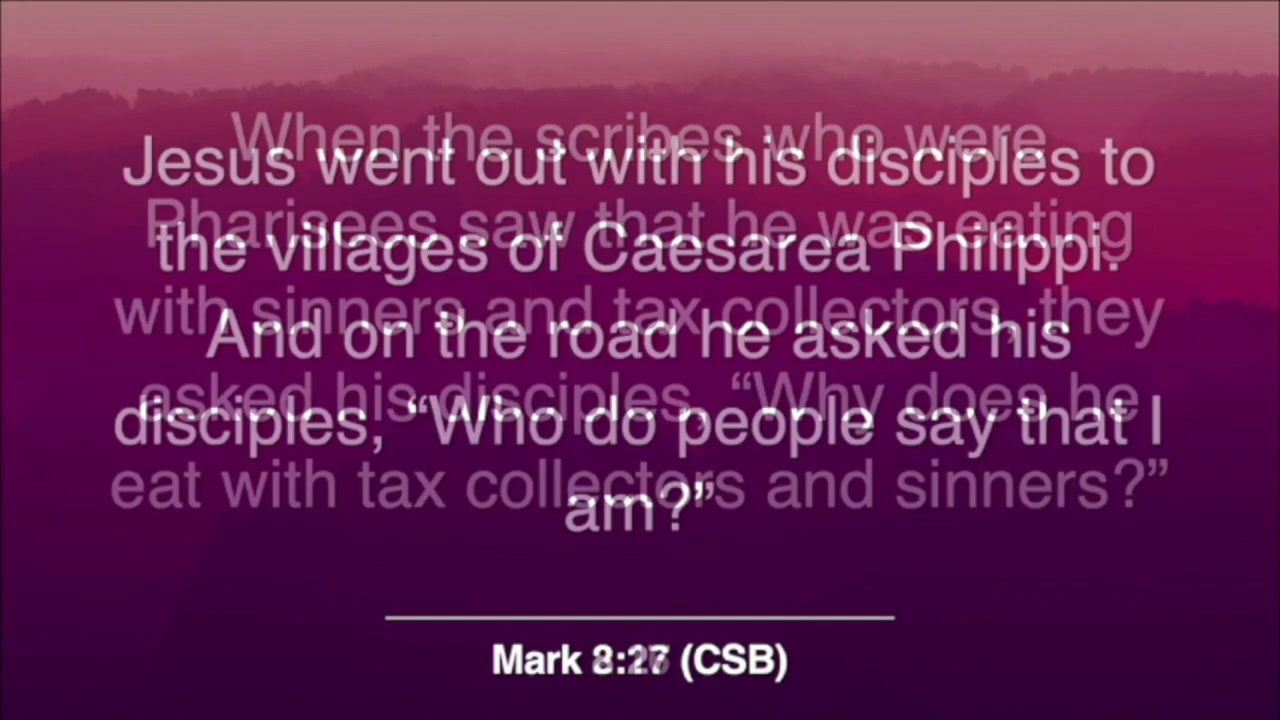 Jesus went out with his disciples to
the villages of Caesarea Philippi.
And on the road he asked his
disciples, “Who do people say that I
am?”
When the scribes who were
Pharisees saw that he was eating
with sinners and tax collectors, they
asked his disciples, “Why does he
eat with tax collectors and sinners?”
Mark 8:27 (CSB)